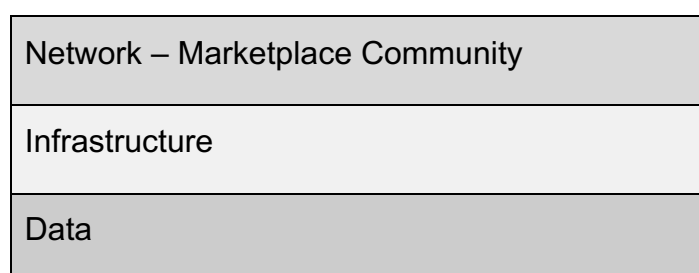 Network – Marketplace Community
Infrastructure
Data